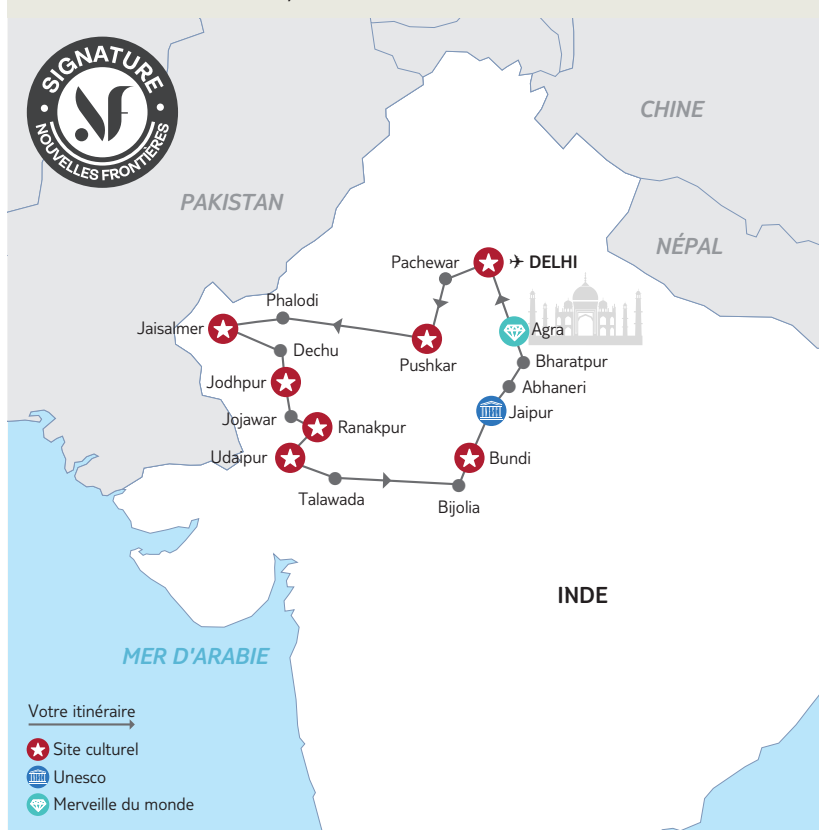 SIGNATURE
NF
NOUVELLES FRONTIÈRES
CHINE
PAKISTAN
NÉPAL
Pachewar
DELHI
Phalodi
Jaisalmer
Agra
Dechu
Pushkar
Bharatpur
Jodhpur
Abhaneri
Jojawar
Ranakpur
Jaipur
Udaipur
Bundi
Talawada
Bijolia
INDE
MER D'ARABIE
Votre itinéraire
Site culturel
Unesco
Merveille du monde